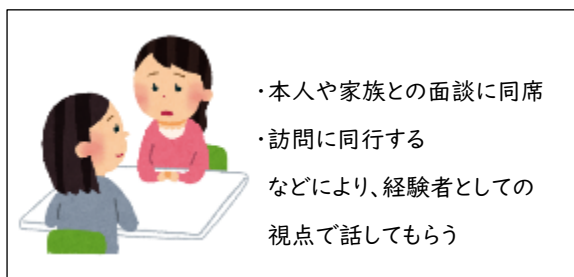 ・本人や家族との面談に同席
・訪問に同行する
などにより、経験者としての
視点で話してもらう